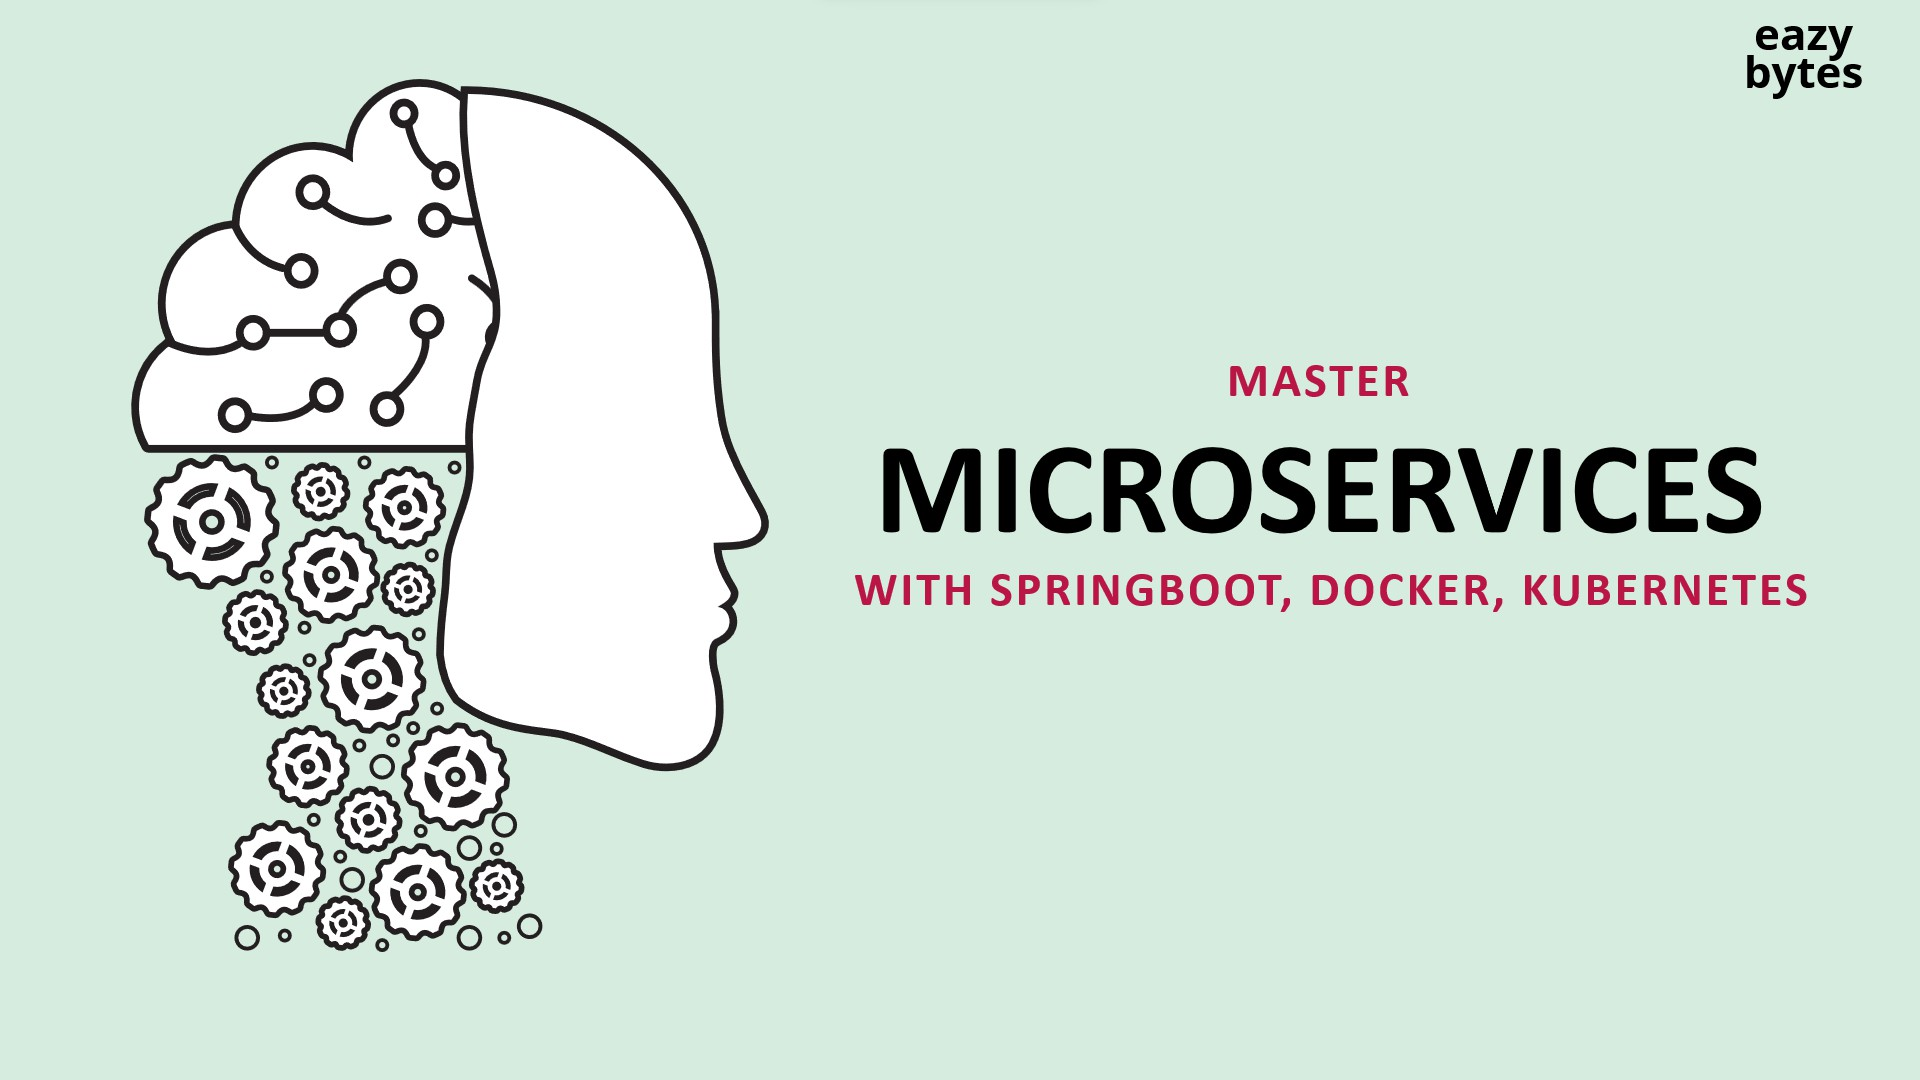 eazy
bytes
MASTER
MICROSERVICES
WITH SPRINGBOOT, DOCKER, KUBERNETES